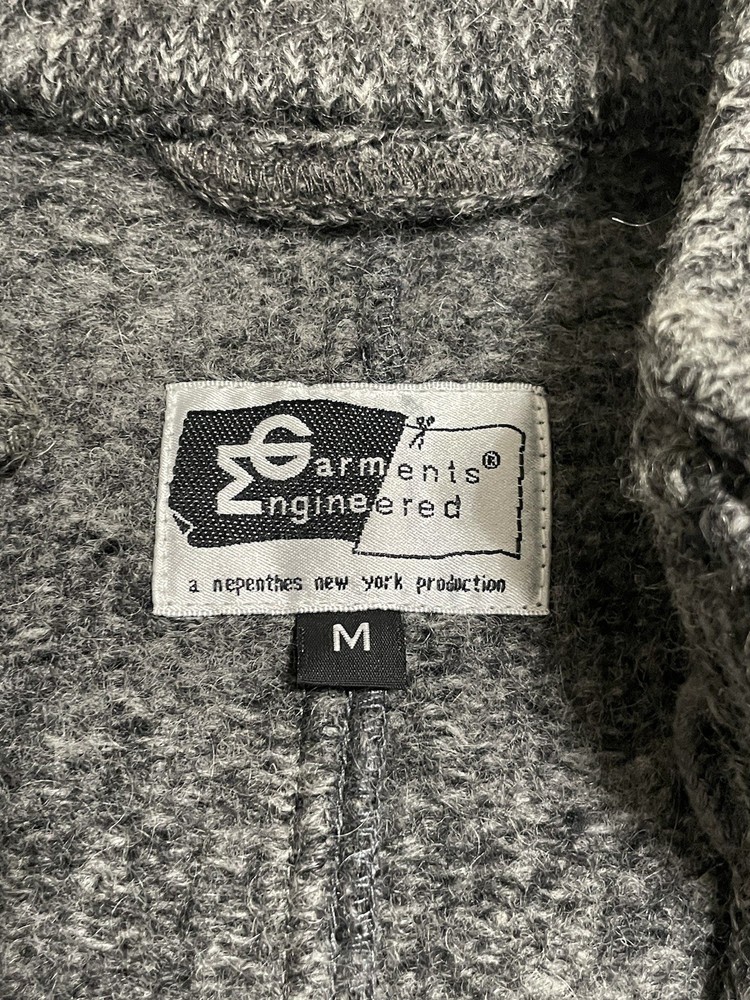 Garments®
Engineered
a nepenthes new york production
M